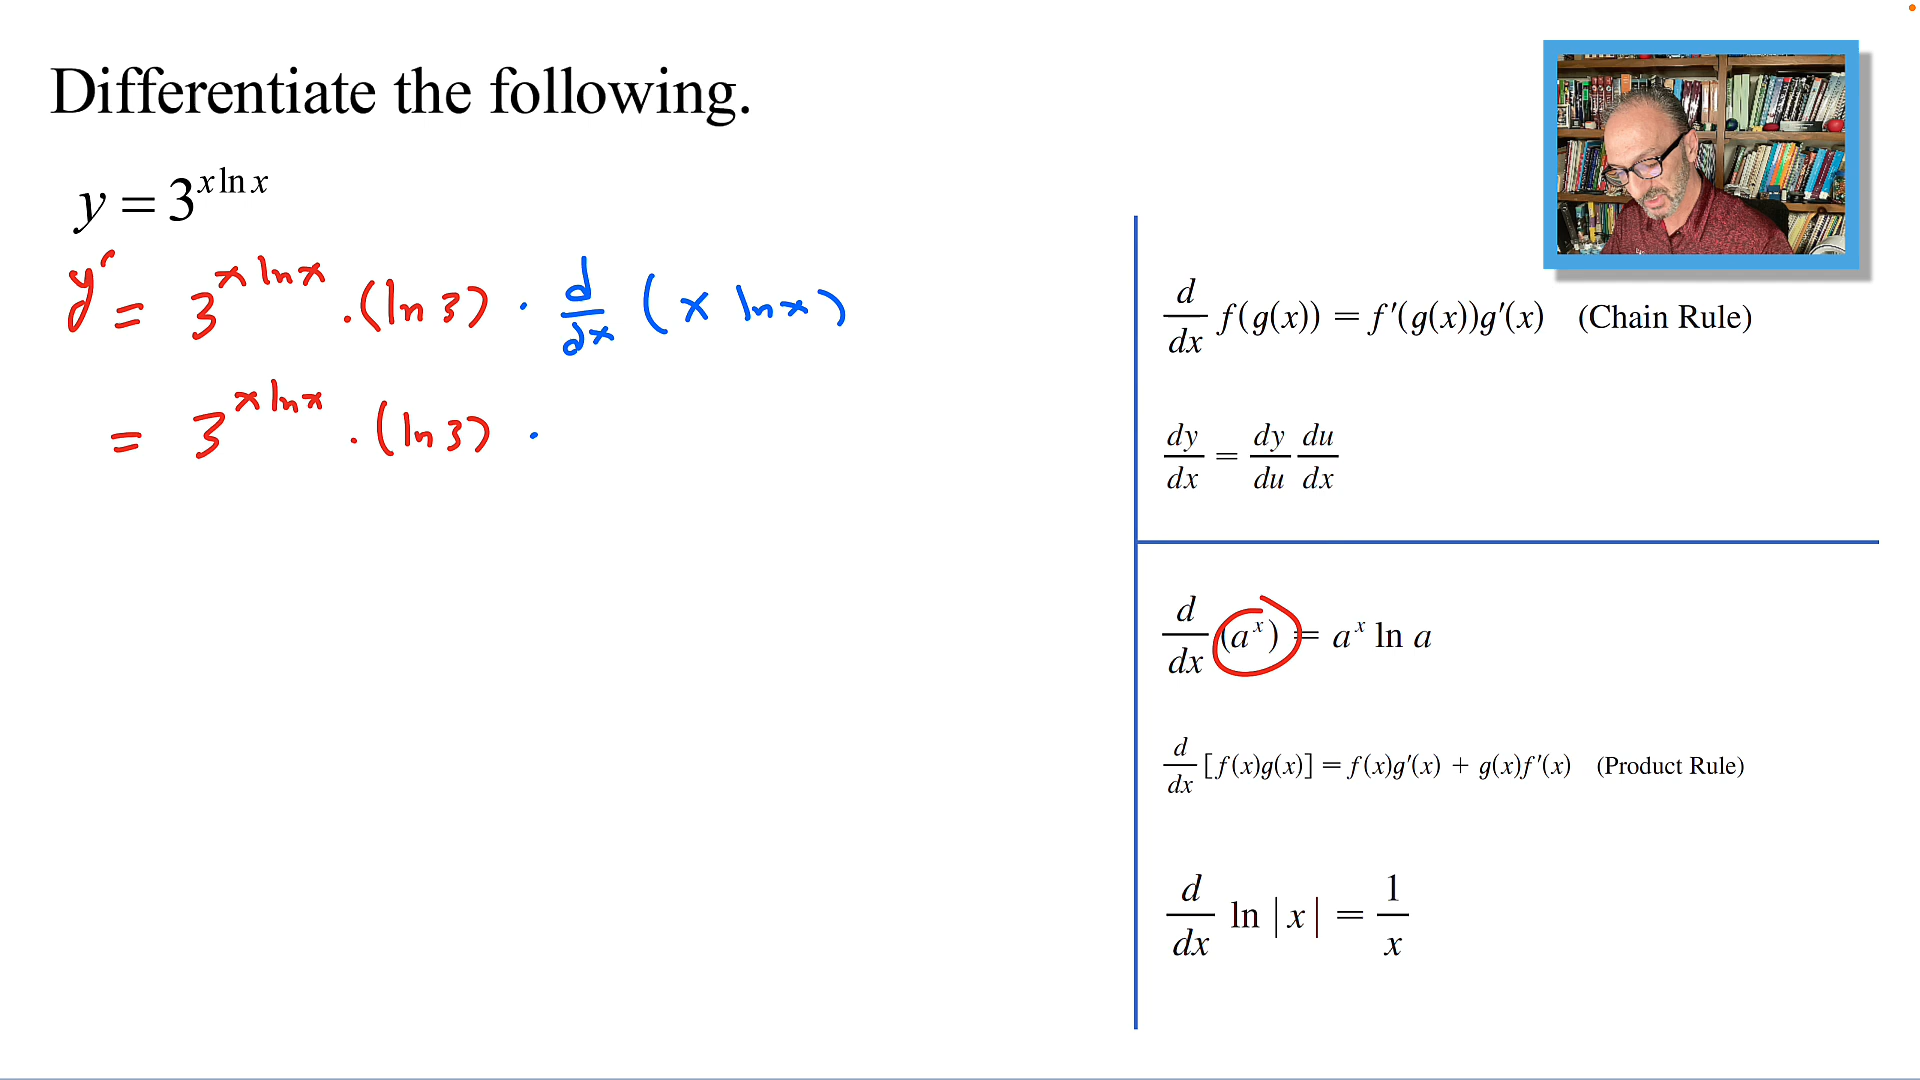 Differentiate the following.
y = 3^{x ln x}
y' = 3^{x ln x} · (ln 3) · d/dx (x ln x)
= 3^{x ln x} · (ln 3) ·
d/dx f(g(x)) = f'(g(x))g'(x) (Chain Rule)
dy/dx = dy/du du/dx
d/dx (a^x) = a^x ln a
d/dx [f(x)g(x)] = f(x)g'(x) + g(x)f'(x) (Product Rule)
d/dx ln |x| = 1/x